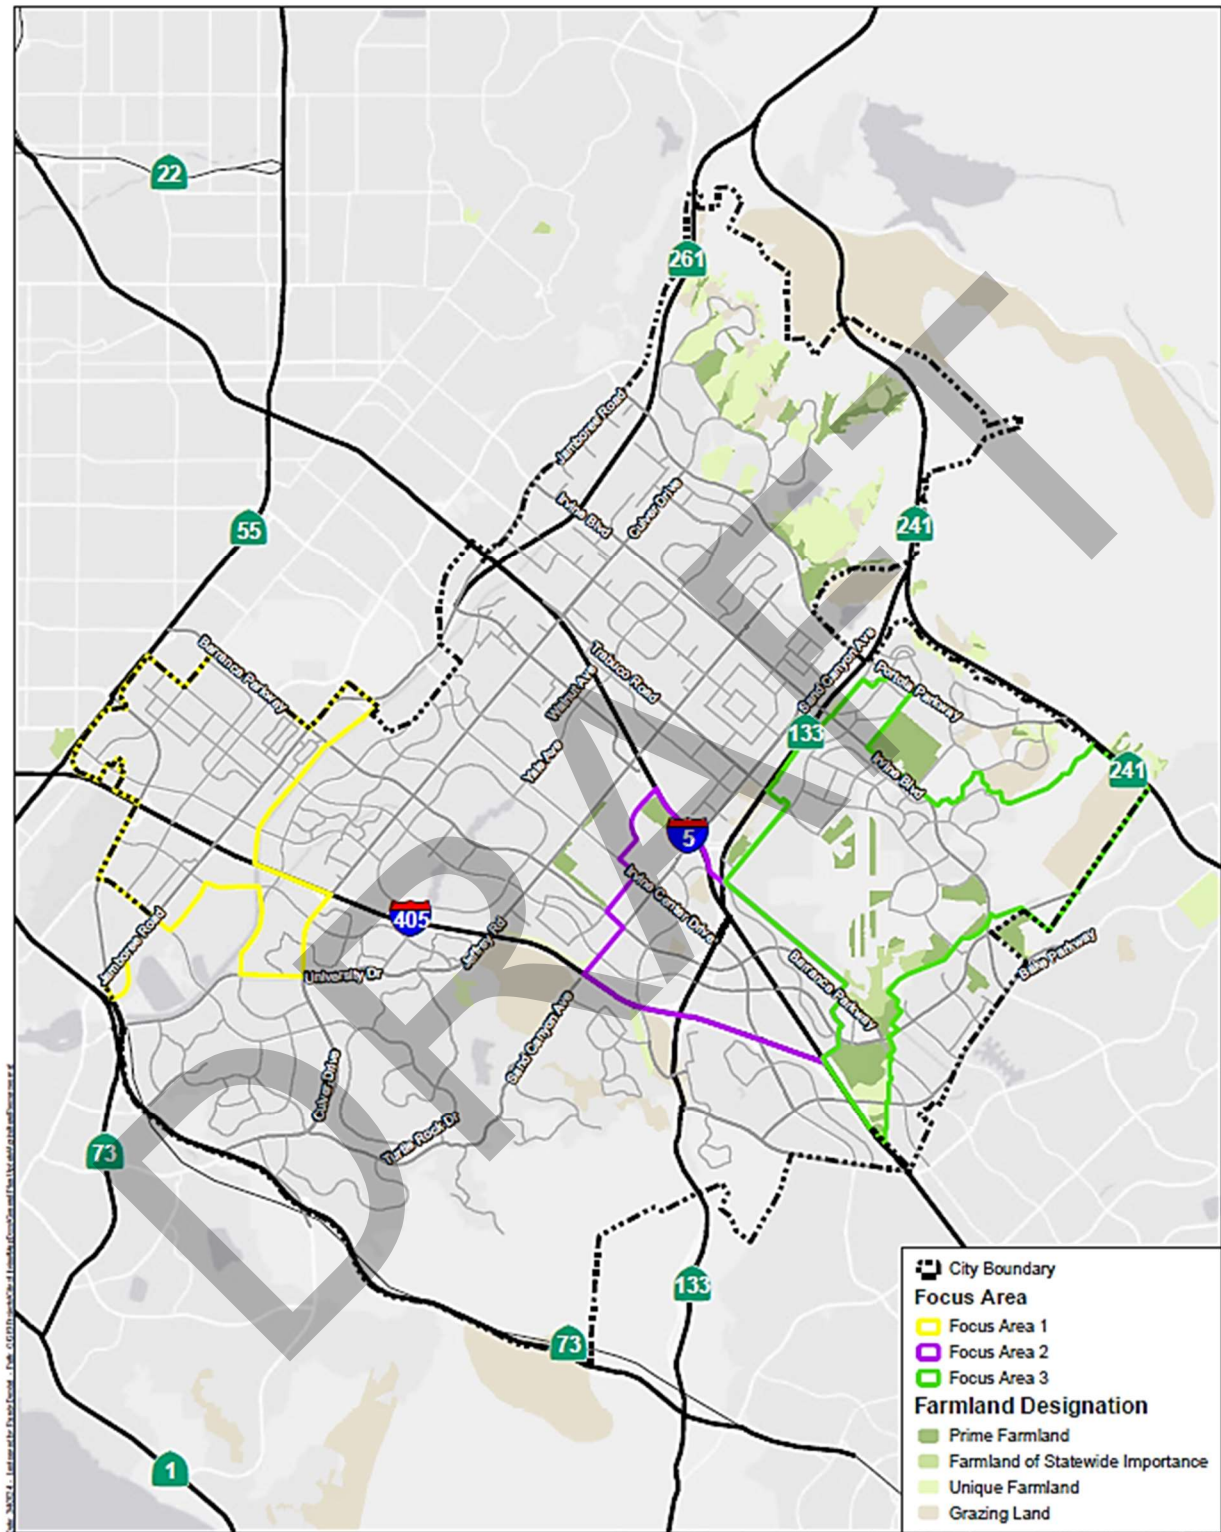 22
261
Jamboree Road
Irvine Blvd
Culver Drive
55
241
Barranca Parkway
Trabuco Road
Walnut Ave
Sand Canyon Ave
Portola Parkway
133
Yale Ave
Irvine Blvd
241
5
Irvine Center Drive
405
Jeffrey Rd
Jamboree Road
University Dr
Barranca Parkway
Bake Parkway
Sand Canyon Ave
Culver Drive
Turtle Rock Dr
73
133
73
1
DRAFT
City Boundary
Focus Area
Focus Area 1
Focus Area 2
Focus Area 3
Farmland Designation
Prime Farmland
Farmland of Statewide Importance
Unique Farmland
Grazing Land